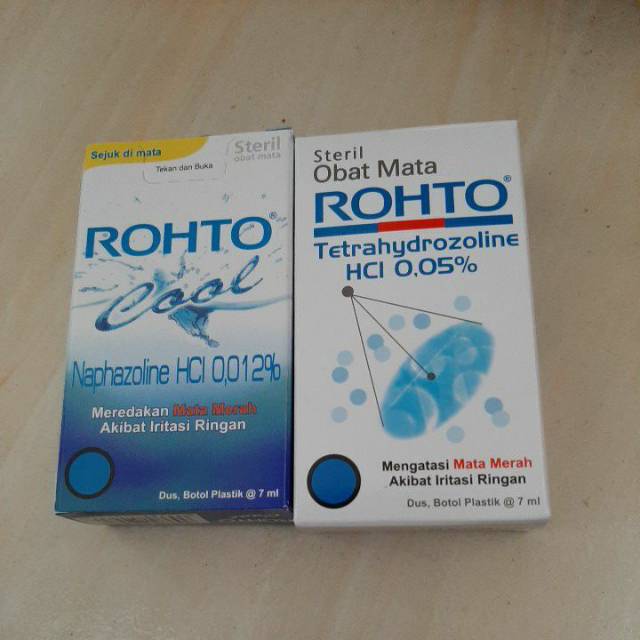 Sejuk di mata
Steril
obat mata
Tekan dan Buka
ROHTO®
Cool
Naphazoline HCl 0,012%
Meredakan Mata Merah
Akibat Iritasi Ringan
Dus, Botol Plastik @ 7 ml
Steril
Obat Mata
ROHTO®
Tetrahydrozoline
HCl 0,05%
Mengatasi Mata Merah
Akibat Iritasi Ringan
Dus, Botol Plastik @ 7 ml